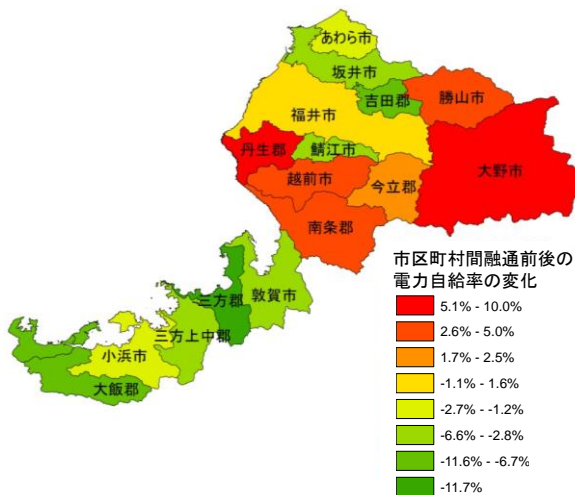 あわら市
坂井市
吉田郡
勝山市
福井市
丹生郡
鯖江市
大野市
越前市
今立郡
南条郡
三方郡
敦賀市
三方上中郡
小浜市
大飯郡
市区町村間融通前後の
電力自給率の変化
5.1% - 10.0%
2.6% - 5.0%
1.7% - 2.5%
-1.1% - 1.6%
-2.7% - -1.2%
-6.6% - -2.8%
-11.6% - -6.7%
-11.7%